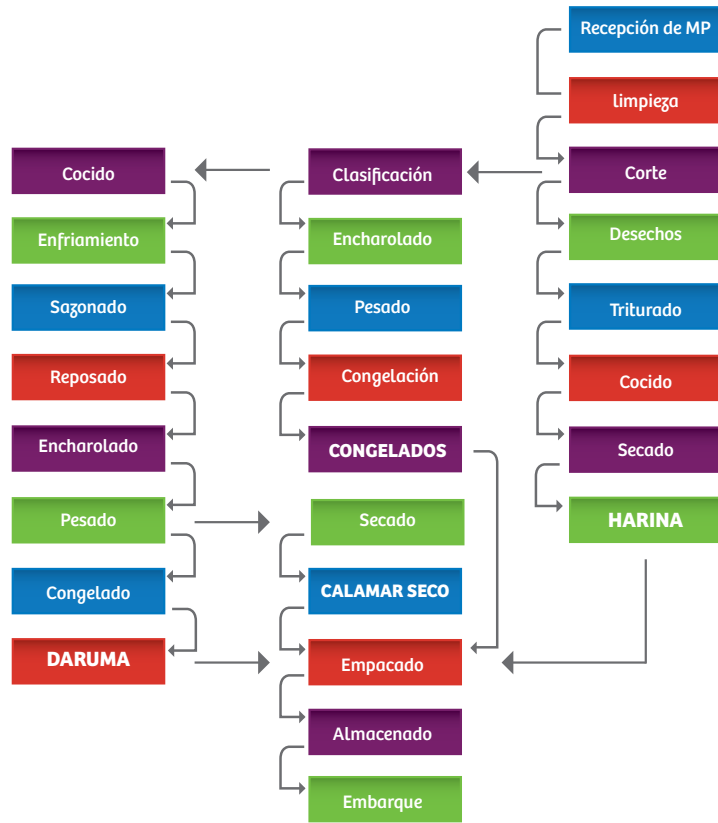 Recepción de MP
Limpieza
Corte
Desechos
Triturado
Cocido
Secado
HARINA
Clasificación
Encharolado
Pesado
Congelación
CONGELADOS
Secado
CALAMAR SECO
Empacado
Almacenado
Embarque
Cocido
Enfriamiento
Sazonado
Reposado
Encharolado
Pesado
Congelado
DARUMA